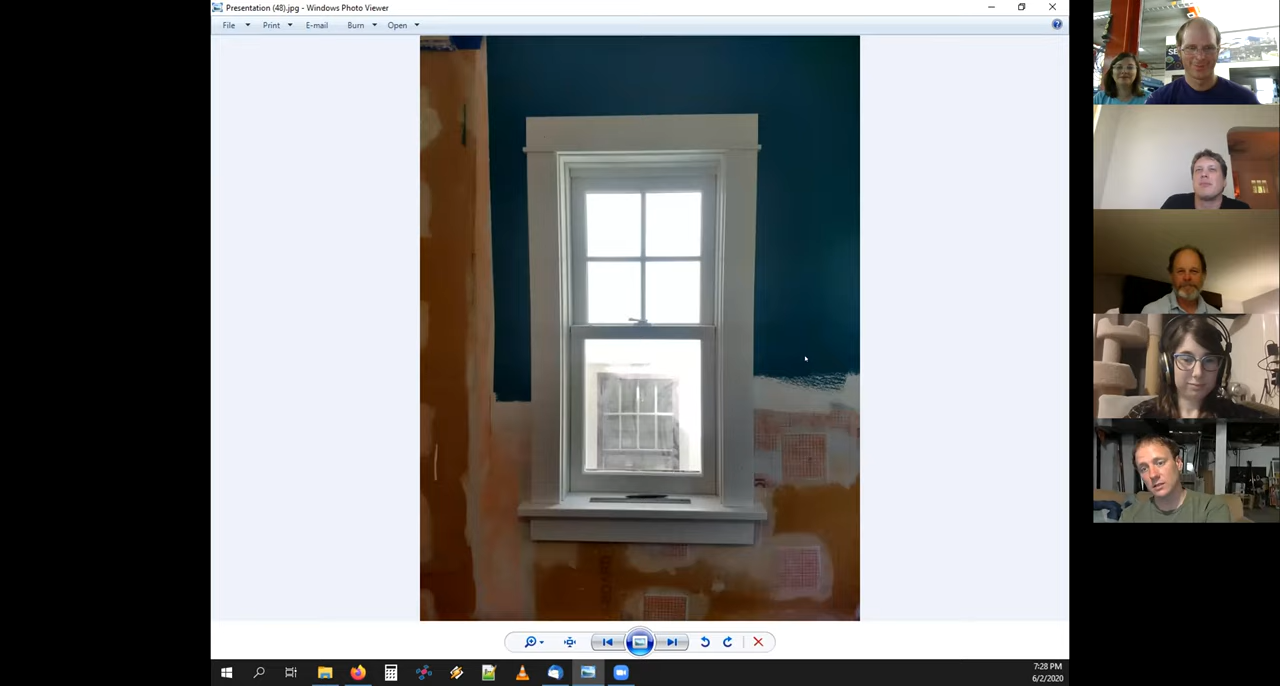 Presentation (48).jpg - Windows Photo Viewer
File Print E-mail Burn Open
7:28 PM
6/2/2020